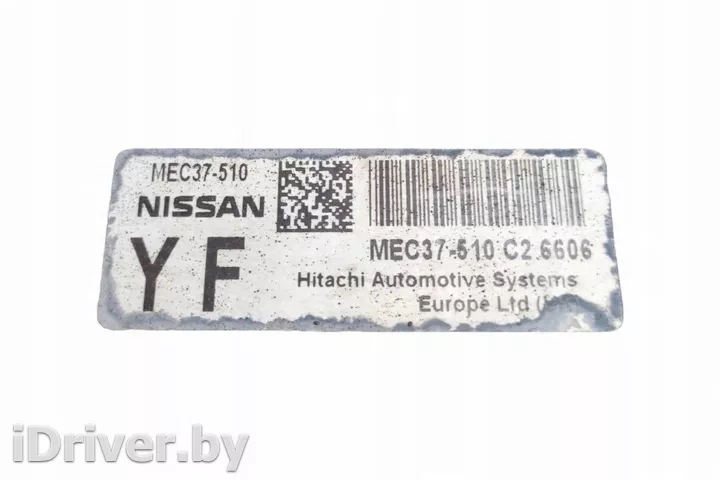 MEC37-510
NISSAN
YF
MEC37-510 C2 6606
Hitachi Automotive Systems
Europe Ltd
iDriver.by